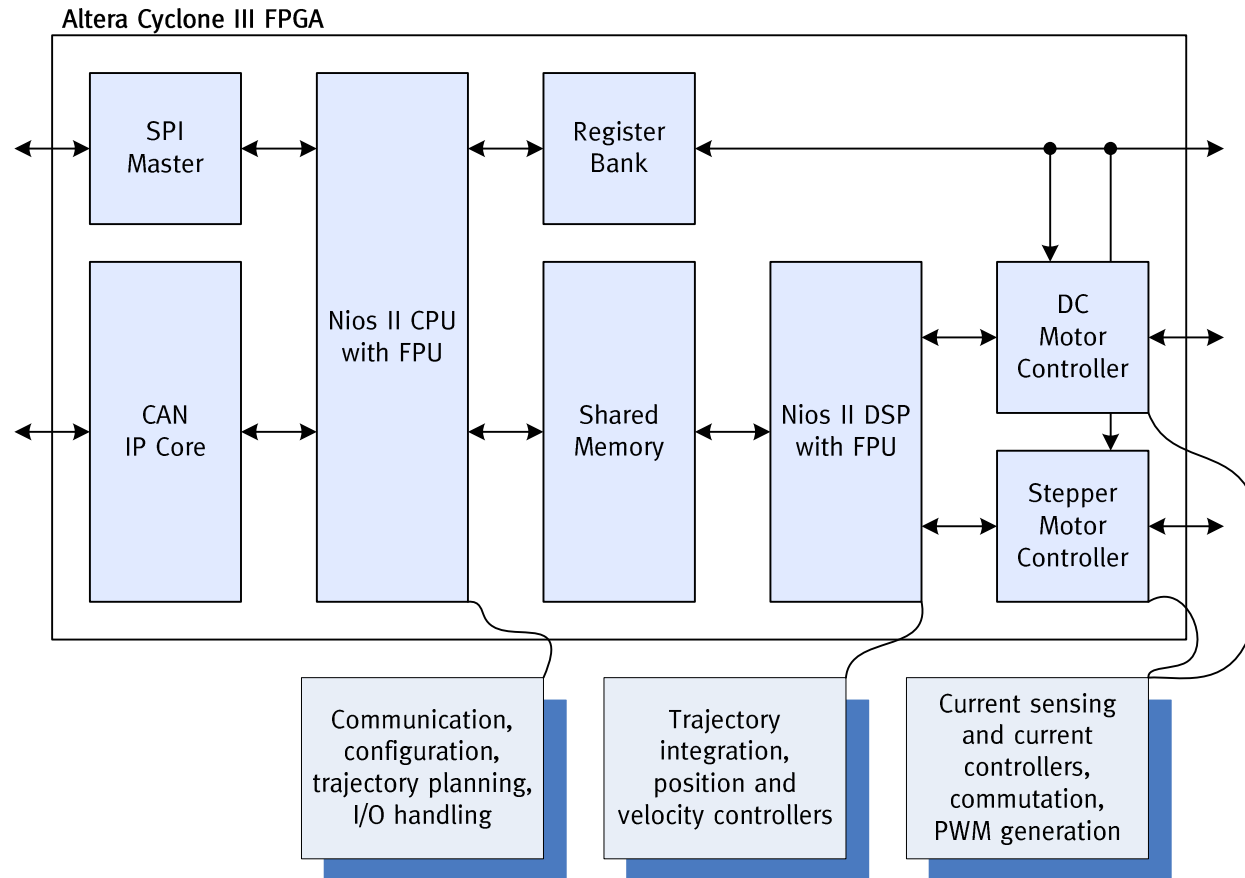 Altera Cyclone III FPGA
SPI
Master
Register
Bank
Nios II CPU
with FPU
CAN
IP Core
Shared
Memory
Nios II DSP
with FPU
DC
Motor
Controller
Stepper
Motor
Controller
Communication,
configuration,
trajectory planning,
I/O handling
Trajectory
integration,
position and
velocity controllers
Current sensing
and current
controllers,
commutation,
PWM generation